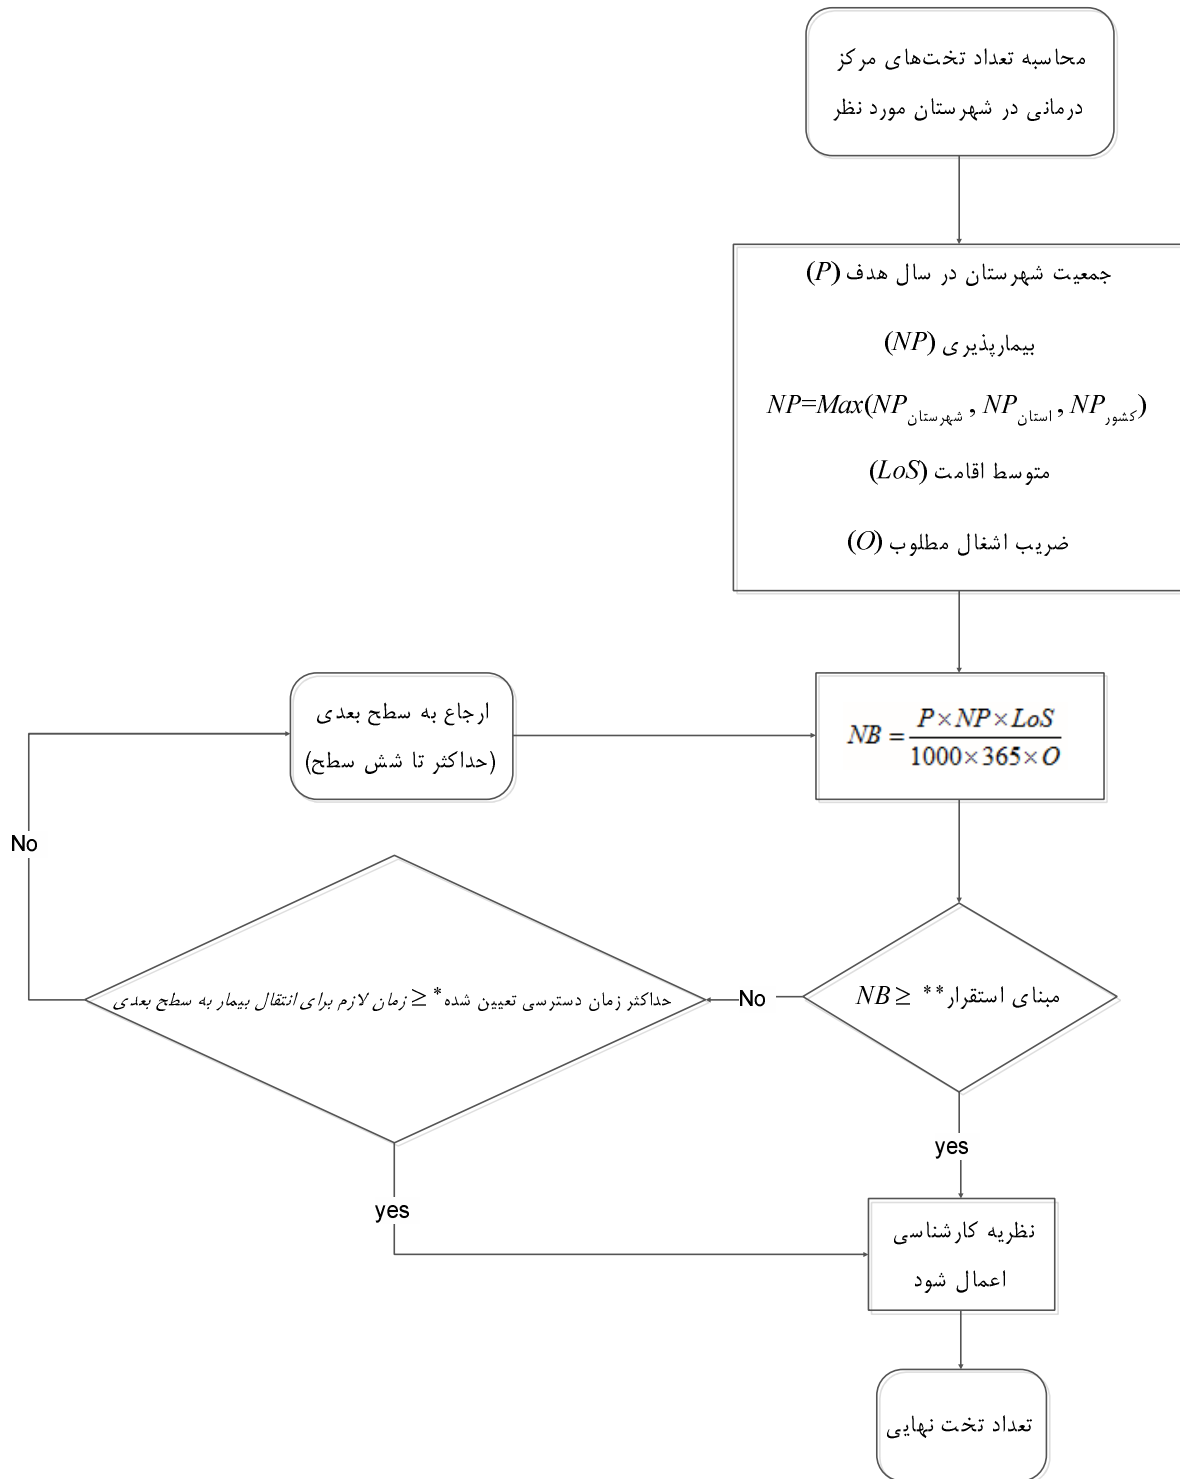 محاسبه تعداد تخت‌های مرکز
درمانی در شهرستان مورد نظر
جمعیت شهرستان در سال هدف (P)
بیمارپذیری (NP)
NP=Max(NP شهرستان , NP استان , NP کشور)
متوسط اقامت (LoS)
ضریب اشغال مطلوب (O)
ارجاع به سطح بعدی
(حداکثر تا شش سطح)
NB = P×NP×LoS / 1000×365×O
No
حداکثر زمان دسترسی تعیین شده* ≤ زمان لازم برای انتقال بیمار به سطح بعدی
No
مبنای استقرار** ≤ NB
yes
yes
نظریه کارشناسی
اعمال شود
تعداد تخت نهایی